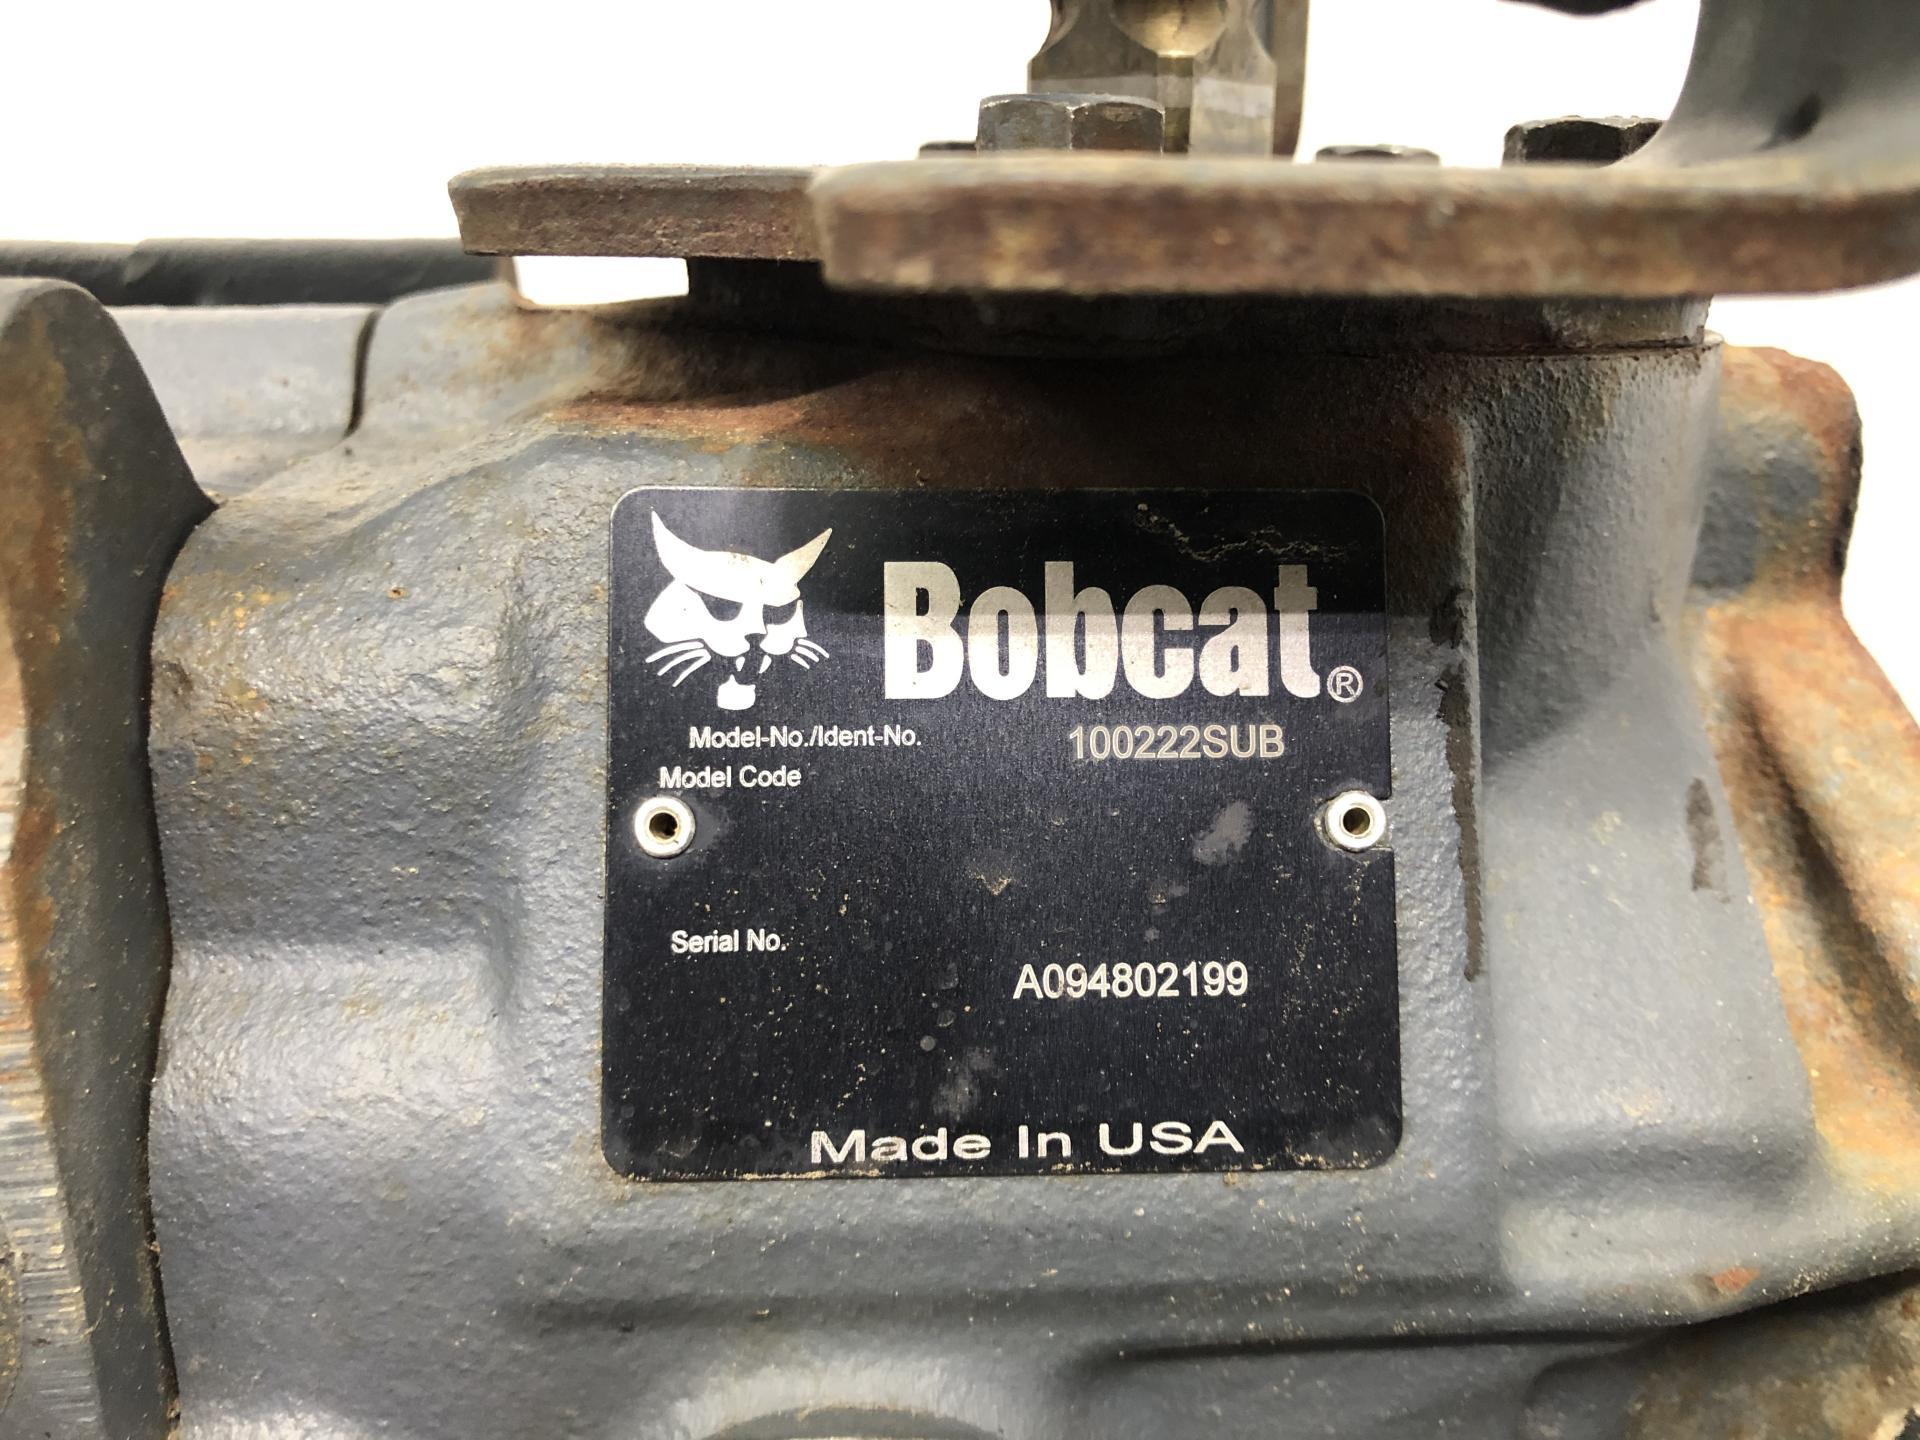 Bobcat®
Model-No./Ident-No. 100222SUB
Model Code
Serial No.
A094802199
Made In USA